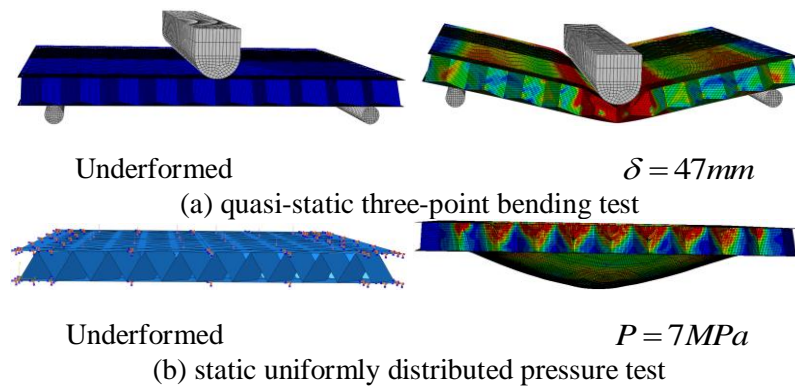 Underformed δ = 47mm
(a) quasi-static three-point bending test
Underformed P = 7MPa
(b) static uniformly distributed pressure test